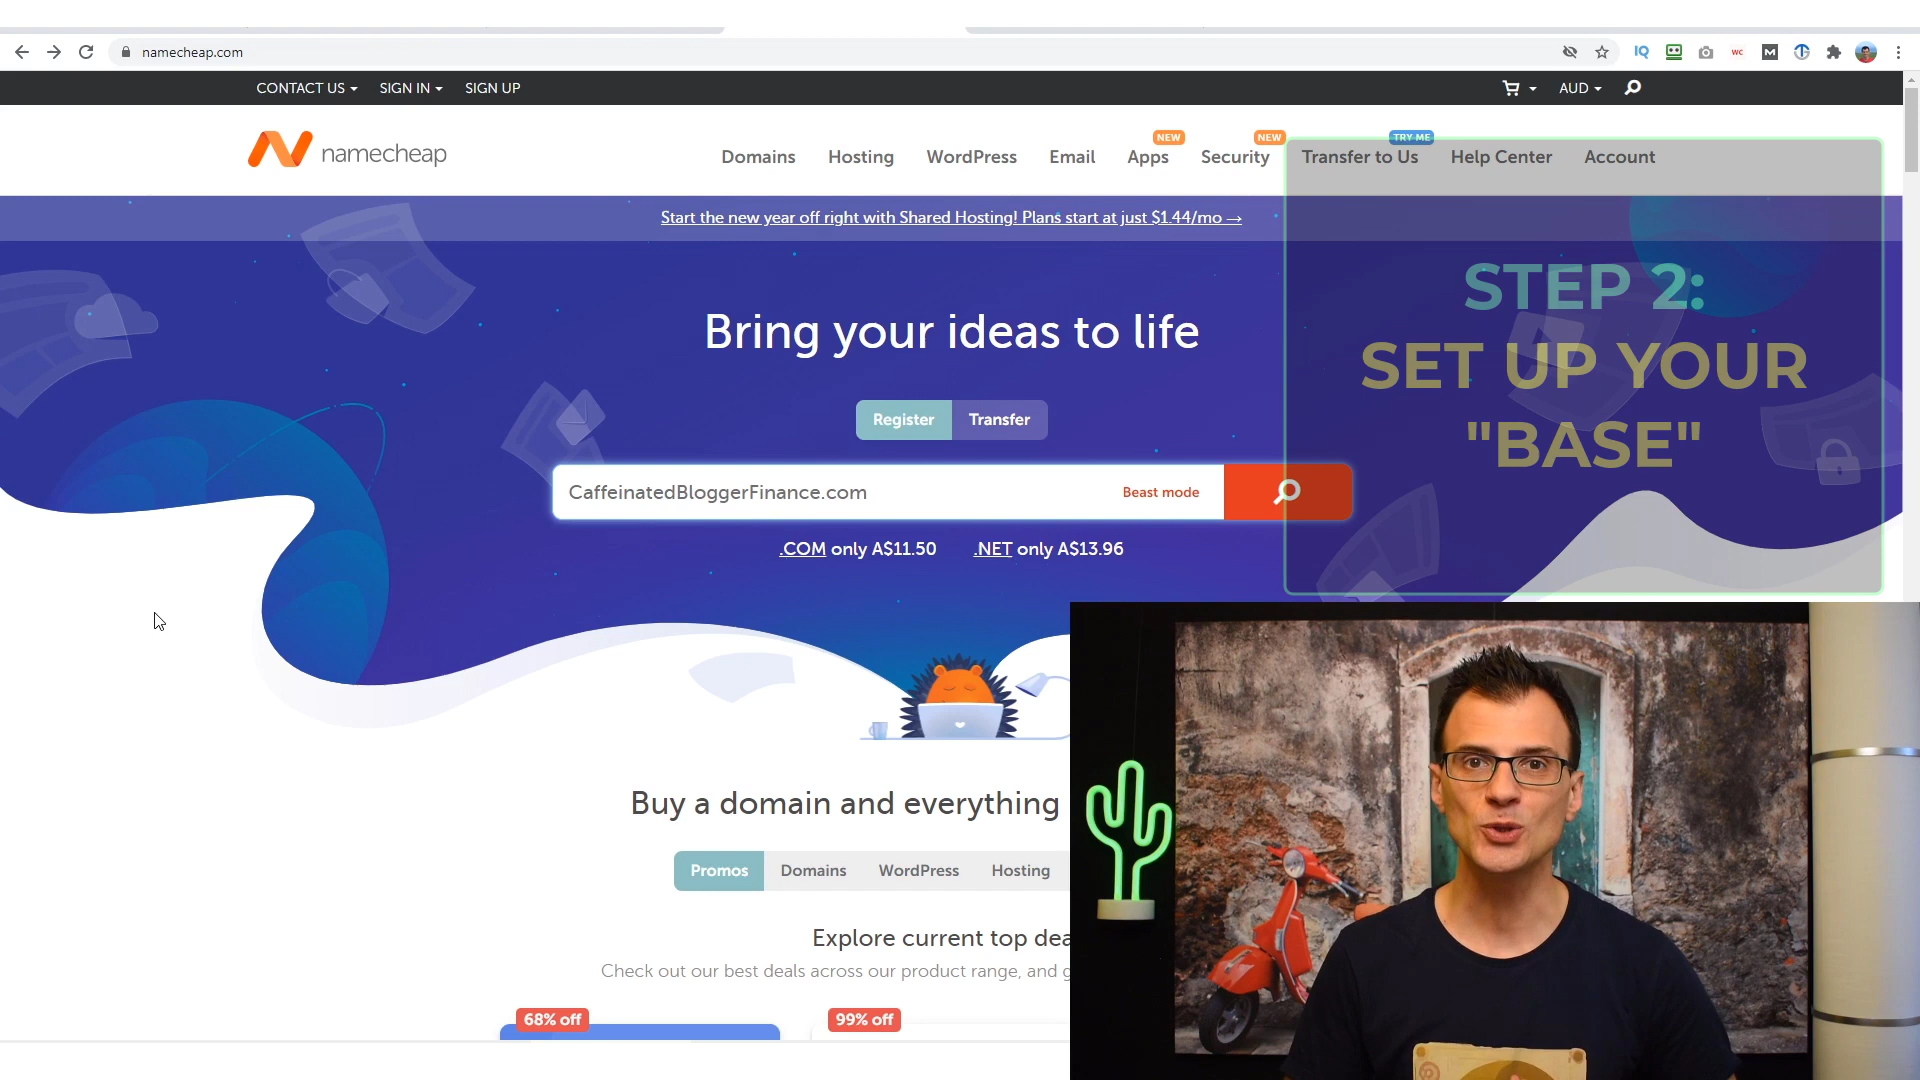 namecheap.com
IQ
WC
M
CONTACT US
SIGN IN
SIGN UP
AUD
namecheap
NEW
NEW
TRY ME
Domains
Hosting
WordPress
Email
Apps
Security
Transfer to Us
Help Center
Account
Start the new year off right with Shared Hosting! Plans start at just $1.44/mo →
STEP 2:
SET UP YOUR
"BASE"
Bring your ideas to life
Register
Transfer
CaffeinatedBloggerFinance.com
Beast mode
.COM only A$11.50
.NET only A$13.96
Buy a domain and everything
Promos
Domains
WordPress
Hosting
Explore current top
Check out our best deals across our product range, and
68% off
99% off